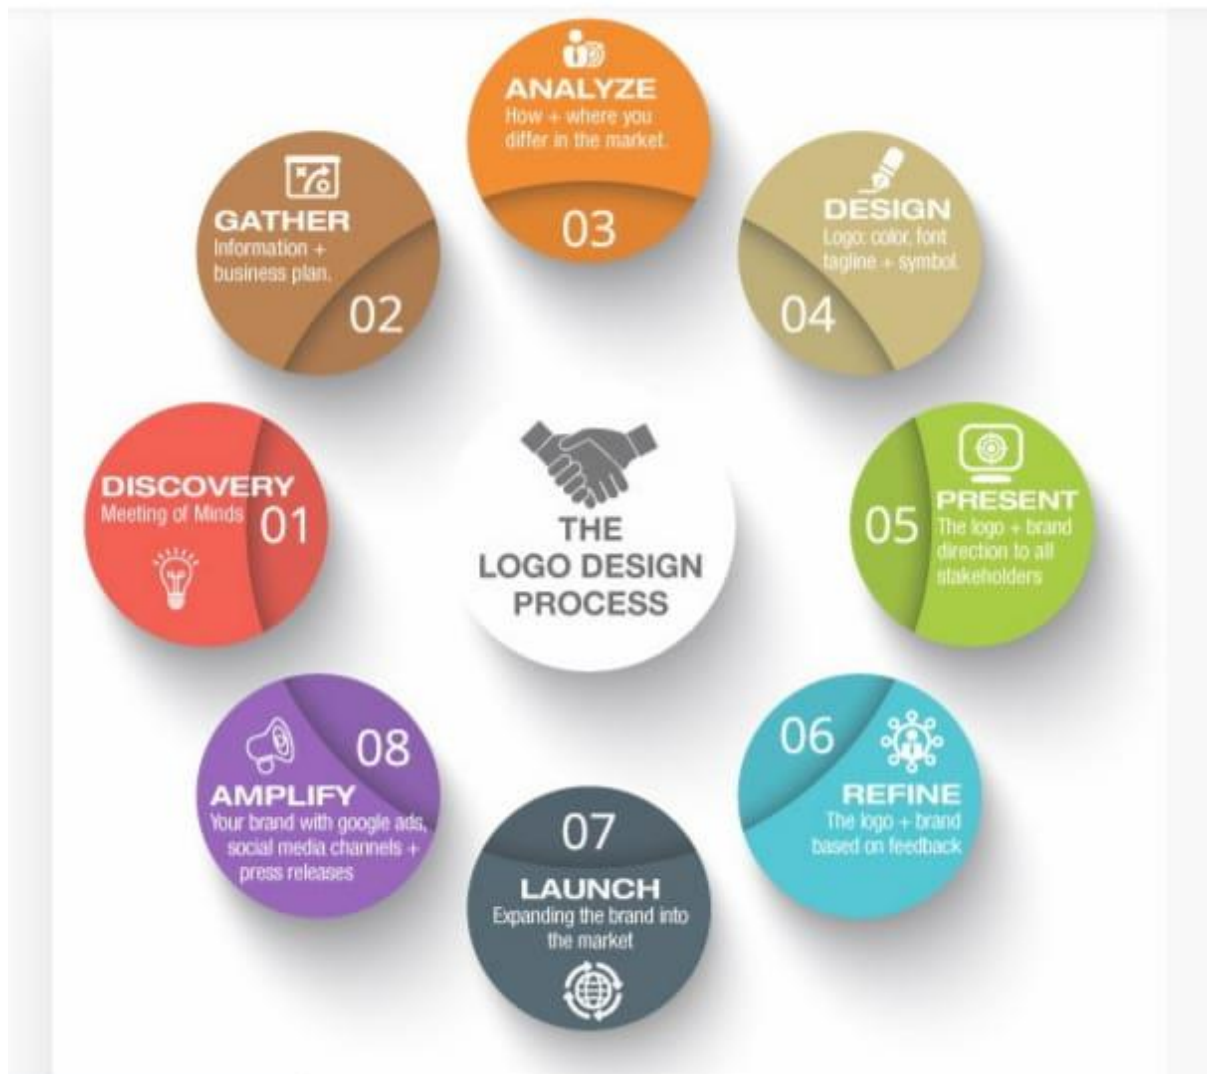 THE
LOGO DESIGN
PROCESS
DISCOVERY
Meeting of Minds
01
GATHER
Information +
business plan.
02
ANALYZE
How + where you
differ in the market.
03
DESIGN
Logo: color, font
tagline + symbol.
04
05
PRESENT
The logo + brand
direction to all
stakeholders
06
REFINE
The logo + brand
based on feedback
07
LAUNCH
Expanding the brand into
the market
08
AMPLIFY
Your brand with google ads,
social media channels +
press releases